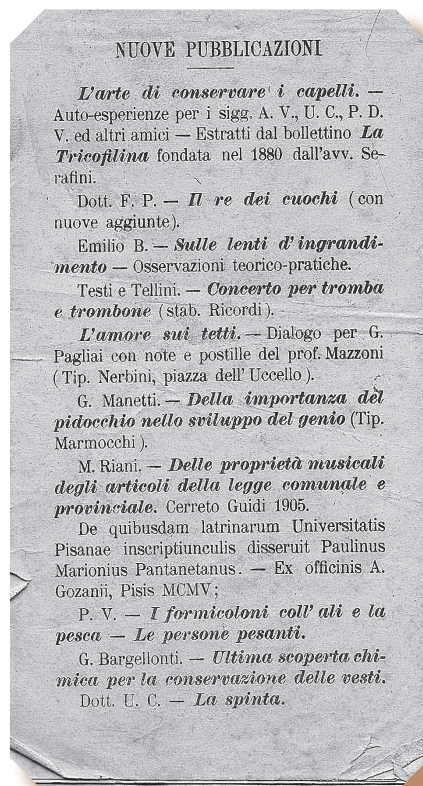 NUOVE PUBBLICAZIONI
L'arte di conservare i capelli. —
Auto-esperienze per i sigg. A. V., U. C., P. D.
V. ed altri amici — Estratti dal bollettino La
Tricofilina fondata nel 1880 dall'avv. Se-
rafini.
Dott. F. P. — Il re dei cuochi (con
nuove aggiunte).
Emilio B. — Sulle lenti d'ingrandi-
mento — Osservazioni teorico-pratiche.
Testi e Tellini. — Concerto per tromba
e trombone (stab. Ricordi).
L'amore sui tetti. — Dialogo per G.
Pagliai con note e postille del prof. Mazzoni
(Tip. Nerbini, piazza dell'Uccello).
G. Manetti. — Della importanza del
pidocchio nello sviluppo del genio (Tip.
Marmocchi).
M. Riani. — Delle proprietà musicali
degli articoli della legge comunale e
provinciale. Cerreto Guidi 1905.
De quibusdam latrinarum Universitatis
Pisanae inscriptiunculis disseruit Paulinus
Marionius Pantanetanus. — Ex officinis A.
Gozanii, Pisis MCMV;
P. V. — I formicoloni coll'ali e la
pesca — Le persone pesanti.
G. Bargellonti. — Ultima scoperta chi-
mica per la conservazione delle vesti.
Dott. U. C. — La spinta.